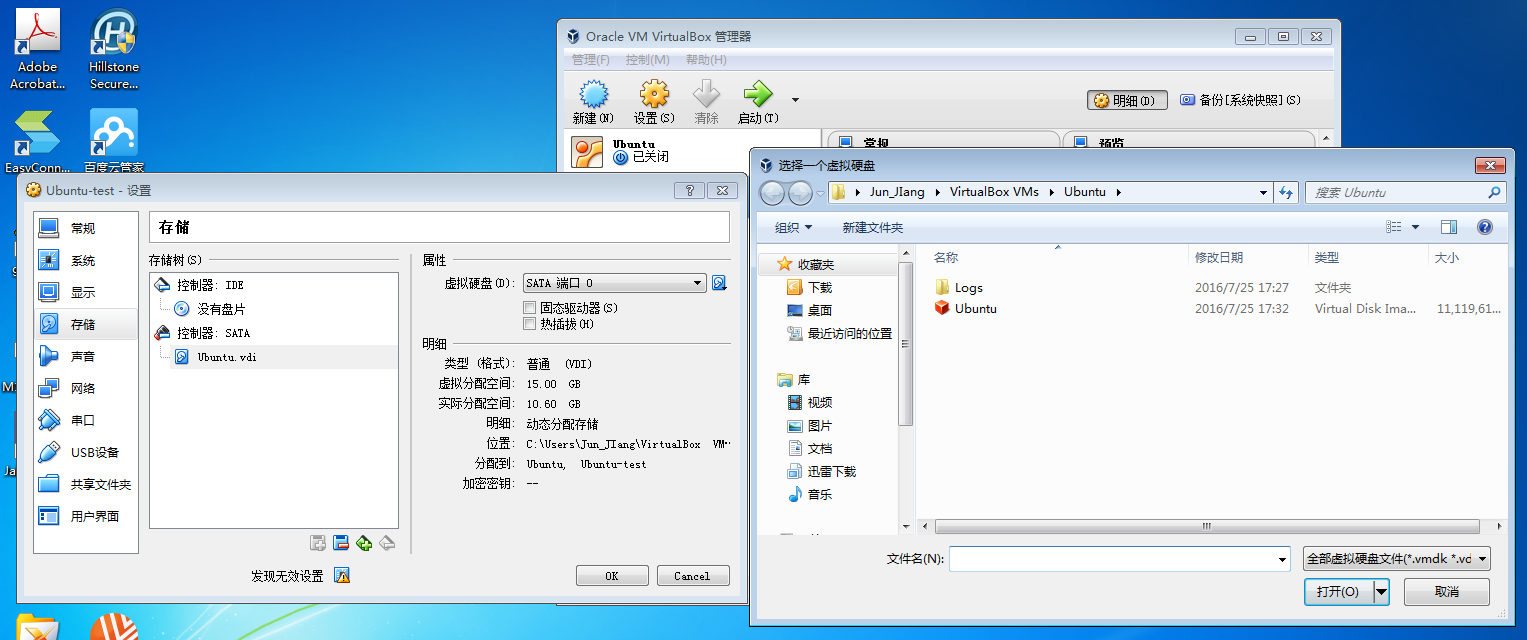 Adobe
Acrobat...
Hillstone
Secure...
EasyConn...
百度云管家
Oracle VM VirtualBox 管理器
管理(F) 控制(M) 帮助(H)
新建(N) 设置(S) 清除 启动(T)
明细(D) 备份[系统快照](S)
Ubuntu
已关闭
常规
预览
Ubuntu-test - 设置
常规
系统
显示
存储
声音
网络
串口
USB设备
共享文件夹
用户界面
存储
存储树(S)
控制器: IDE
没有盘片
控制器: SATA
Ubuntu.vdi
属性
虚拟硬盘(D): SATA 端口 0
固态驱动器(S)
热插拔(H)
明细
类型 (格式): 普通 (VDI)
虚拟分配空间: 15.00 GB
实际分配空间: 10.60 GB
明细: 动态分配存储
位置: C:\Users\Jun_JIang\VirtualBox VM...
分配到: Ubuntu, Ubuntu-test
加密密钥: --
发现无效设置
OK Cancel
选择一个虚拟硬盘
Jun_JIang VirtualBox VMs Ubuntu
搜索 Ubuntu
组织 新建文件夹
收藏夹
下载
桌面
最近访问的位置
库
视频
图片
文档
迅雷下载
音乐
名称 修改日期 类型 大小
Logs 2016/7/25 17:27 文件夹
Ubuntu 2016/7/25 17:32 Virtual Disk Ima... 11,119,61...
文件名(N): 全部虚拟硬盘文件(*.vmdk *.vd
打开(O) 取消